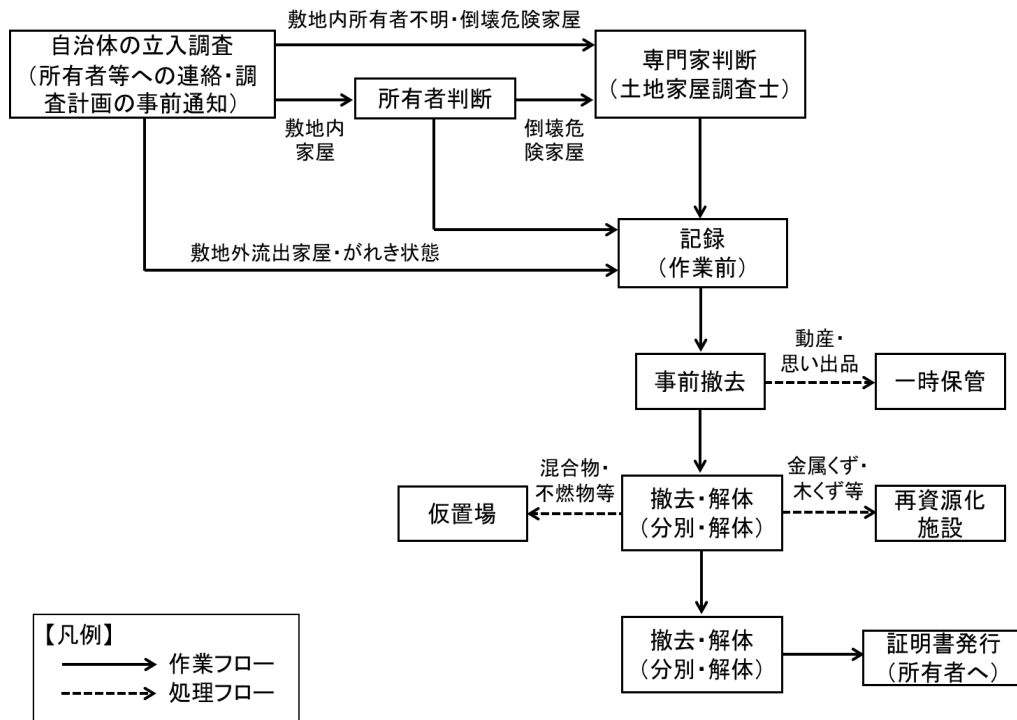 敷地内所有者不明・倒壊危険家屋
自治体の立入調査
（所有者等への連絡・調
査計画の事前通知）
敷地内
家屋
所有者判断
倒壊危
険家屋
専門家判断
（土地家屋調査士）
敷地外流出家屋・がれき状態
記録
（作業前）
事前撤去
動産・
思い出品
一時保管
仮置場
混合物・
不燃物等
撤去・解体
（分別・解体）
金属くず・
木くず等
再資源化
施設
撤去・解体
（分別・解体）
証明書発行
（所有者へ）
【凡例】
作業フロー
処理フロー